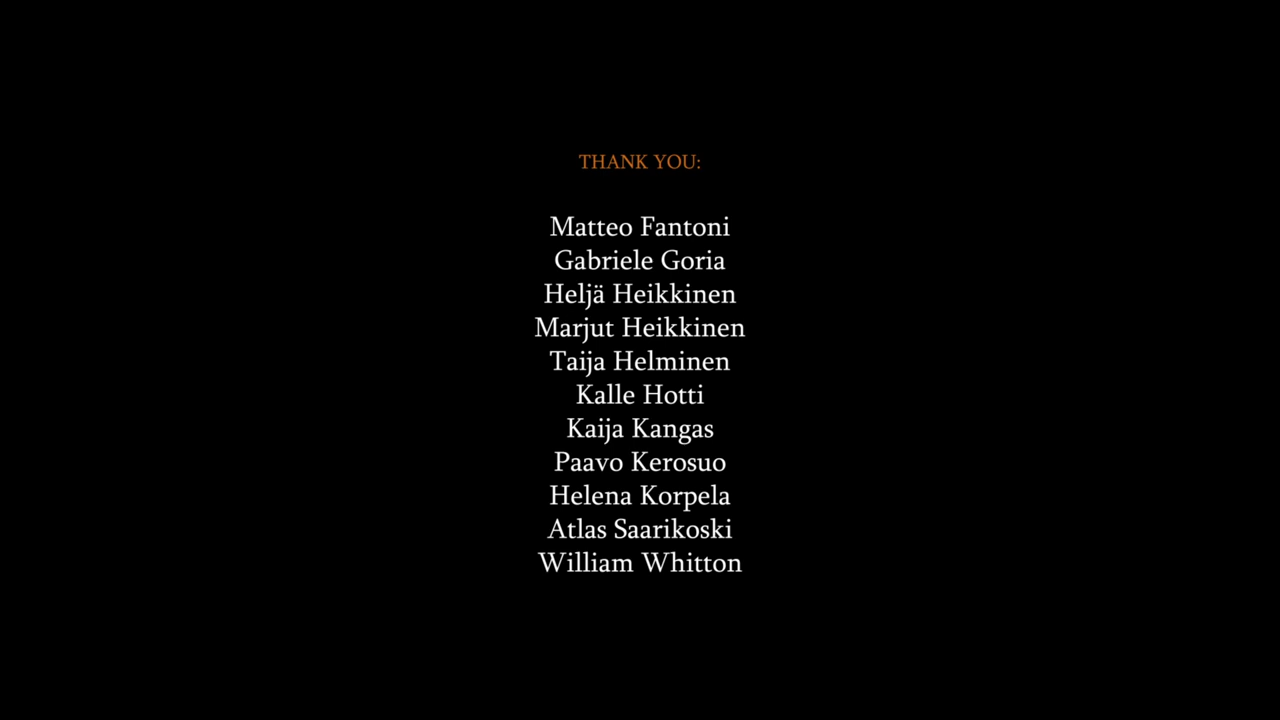 THANK YOU:
Matteo Fantoni
Gabriele Goria
Heljä Heikkinen
Marjut Heikkinen
Taija Helminen
Kalle Hotti
Kaija Kangas
Paavo Kerosuo
Helena Korpela
Atlas Saarikoski
William Whitton